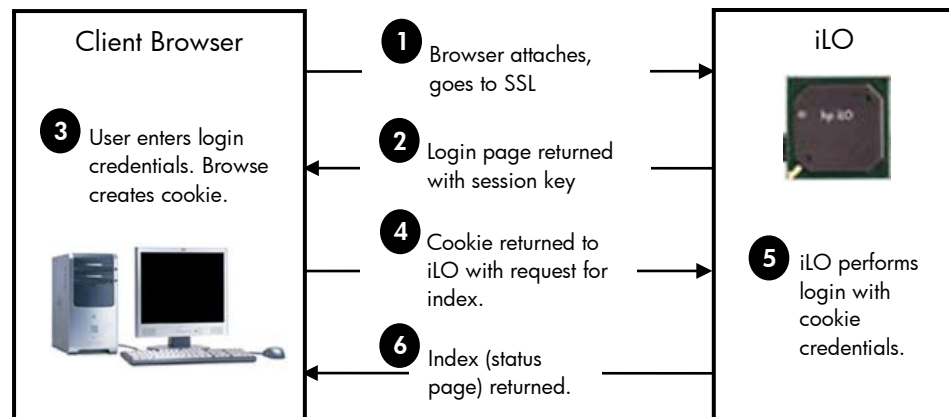 Client Browser
iLO
1
Browser attaches,
goes to SSL
2
Login page returned
with session key
3
User enters login
credentials. Browse
creates cookie.
4
Cookie returned to
iLO with request for
index.
5
iLO performs
login with
cookie
credentials.
6
Index (status
page) returned.
hp iLO